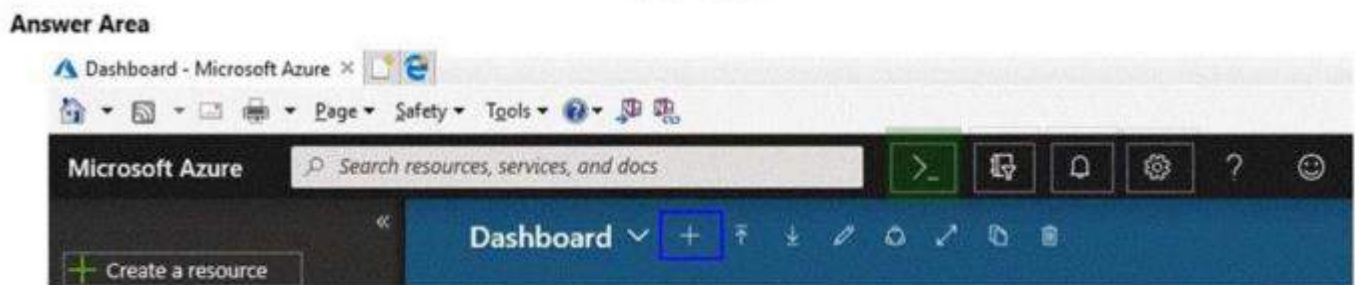 Answer Area
Dashboard - Microsoft Azure ×
Page Safety Tools
Microsoft Azure Search resources, services, and docs >_ ?
Dashboard
Create a resource